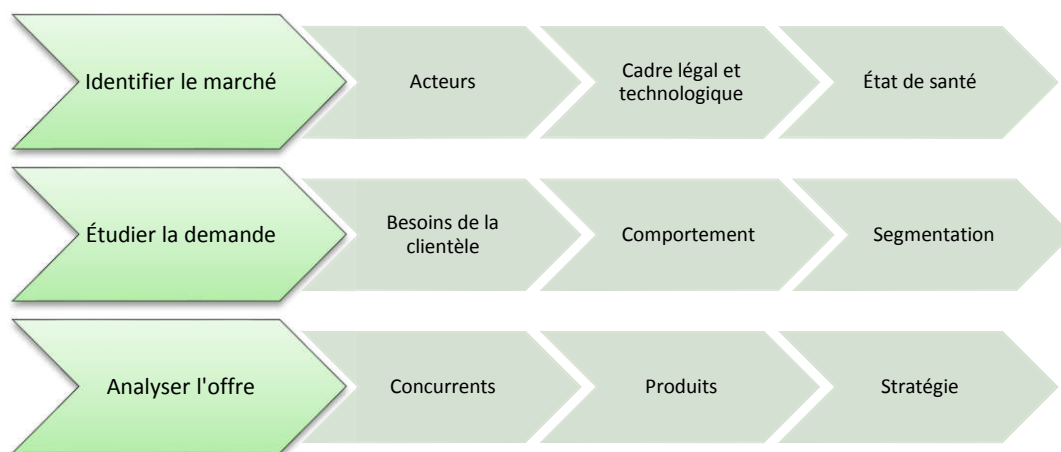 Identifier le marché
Acteurs
Cadre légal et
technologique
État de santé
Étudier la demande
Besoins de la
clientèle
Comportement
Segmentation
Analyser l'offre
Concurrents
Produits
Stratégie